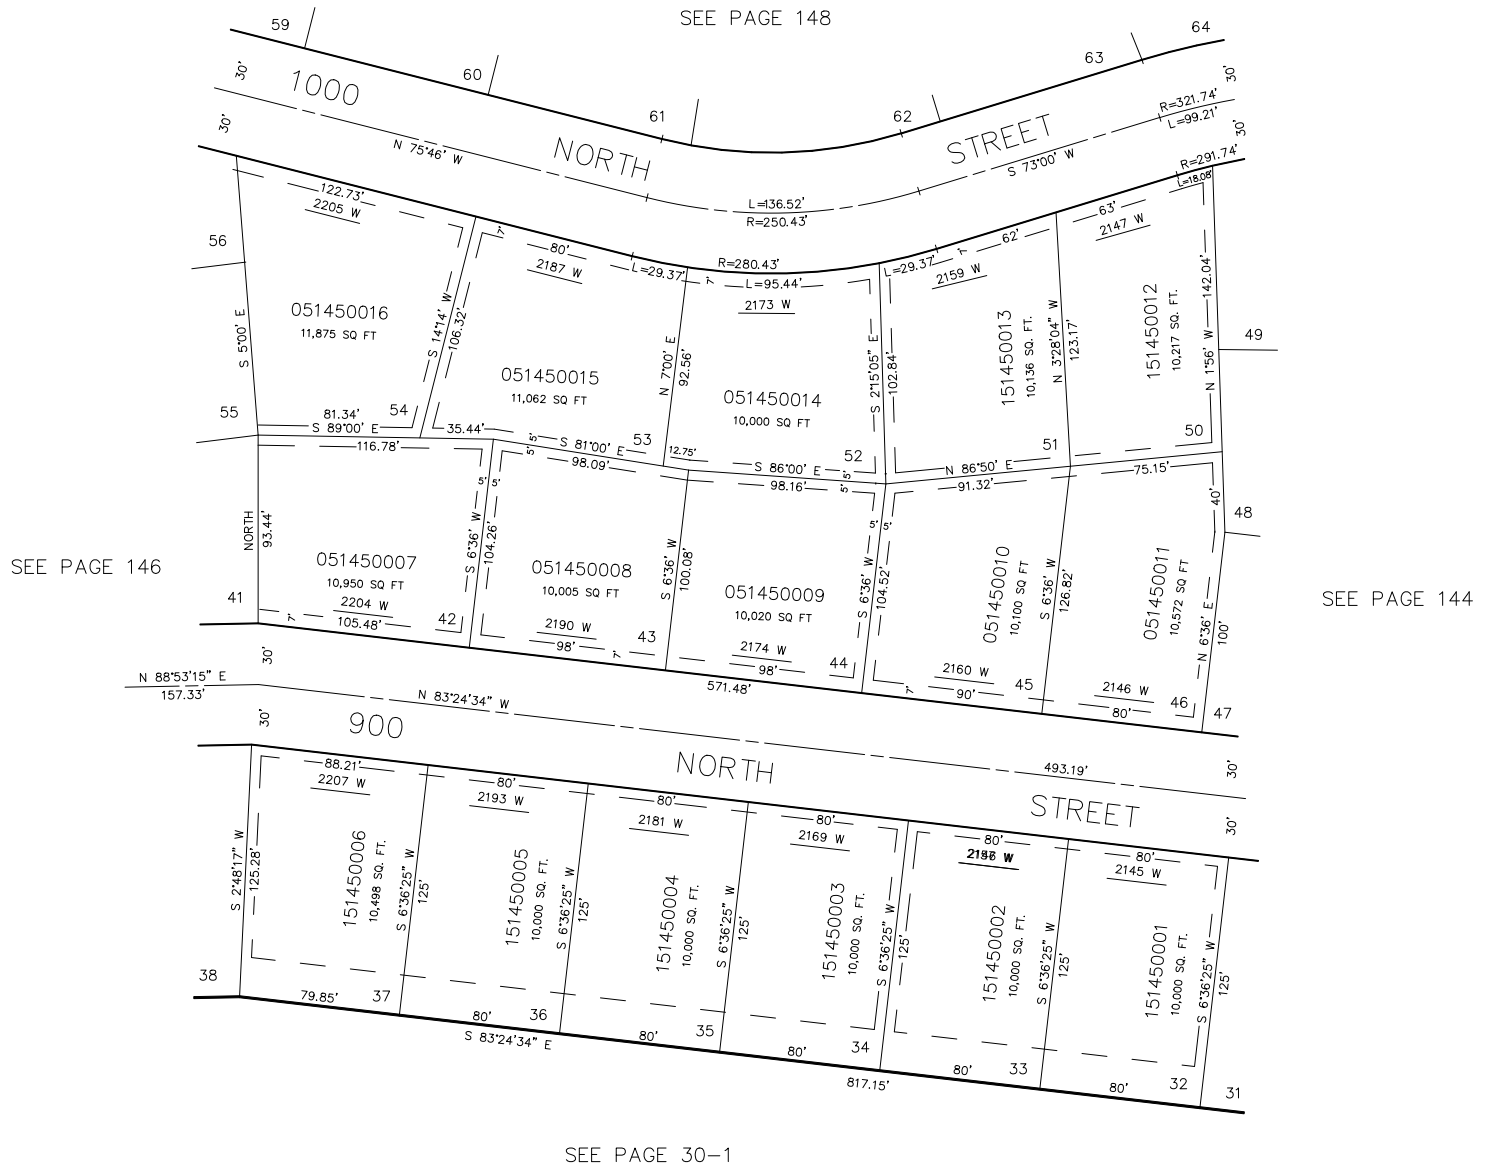 SEE PAGE 148
59
60
61
62
63
64
30'
30'
1000
NORTH
STREET
N 75°46' W
L=136.52'
R=250.43'
S 73°00' W
R=321.74'
L=99.21'
30'
30'
R=291.74'
L=18.08'
122.73'
2205 W
7'
80'
2187 W
L=29.37'
R=280.43'
7'
L=95.44'
2173 W
L=29.37'
7'
62'
2159 W
63'
2147 W
56
S 5°00' E
051450016
11,875 SQ FT
S 14°14' W
106.32'
051450015
11,062 SQ FT
N 7°00' E
92.56'
051450014
10,000 SQ FT
S 2°15'05" E
102.84'
151450013
10,136 SQ. FT.
N 3°28'04" W
123.17'
151450012
10,217 SQ. FT.
N 1°56' W
142.04'
49
55
81.34'
54
S 89°00' E
116.78'
35.44'
5'
5'
S 81°00' E
98.09'
53
12.75'
S 86°00' E
98.16'
52
5'
5'
N 86°50' E
91.32'
51
50
75.15'
40'
48
SEE PAGE 146
NORTH
93.44'
051450007
10,950 SQ FT
2204 W
105.48'
7'
41
42
5'
5'
S 6°36' W
104.26'
051450008
10,005 SQ FT
2190 W
98'
7'
43
S 6°36' W
100.08'
051450009
10,020 SQ FT
2174 W
98'
44
5'
5'
S 6°36' W
104.52'
051450010
10,100 SQ FT
2160 W
90'
7'
45
S 6°36' W
126.82'
051450011
10,572 SQ FT
2146 W
80'
46
N 6°36' E
100'
47
SEE PAGE 144
30'
571.48'
N 88°53'15" E
157.33'
N 83°24'34" W
30'
900
NORTH
STREET
493.19'
30'
30'
88.21'
2207 W
80'
2193 W
80'
2181 W
80'
2169 W
80'
80'
2145 W
S 2°48'17" W
125.28'
151450006
10,498 SQ. FT.
S 6°36'25" W
125'
151450005
10,000 SQ. FT.
S 6°36'25" W
125'
151450004
10,000 SQ. FT.
S 6°36'25" W
125'
151450003
10,000 SQ. FT.
S 6°36'25" W
125'
151450002
10,000 SQ. FT.
S 6°36'25" W
125'
151450001
10,000 SQ. FT.
S 6°36'25" W
125'
38
79.85'
37
80'
36
80'
35
80'
34
80'
33
80'
32
31
S 83°24'34" E
817.15'
SEE PAGE 30-1